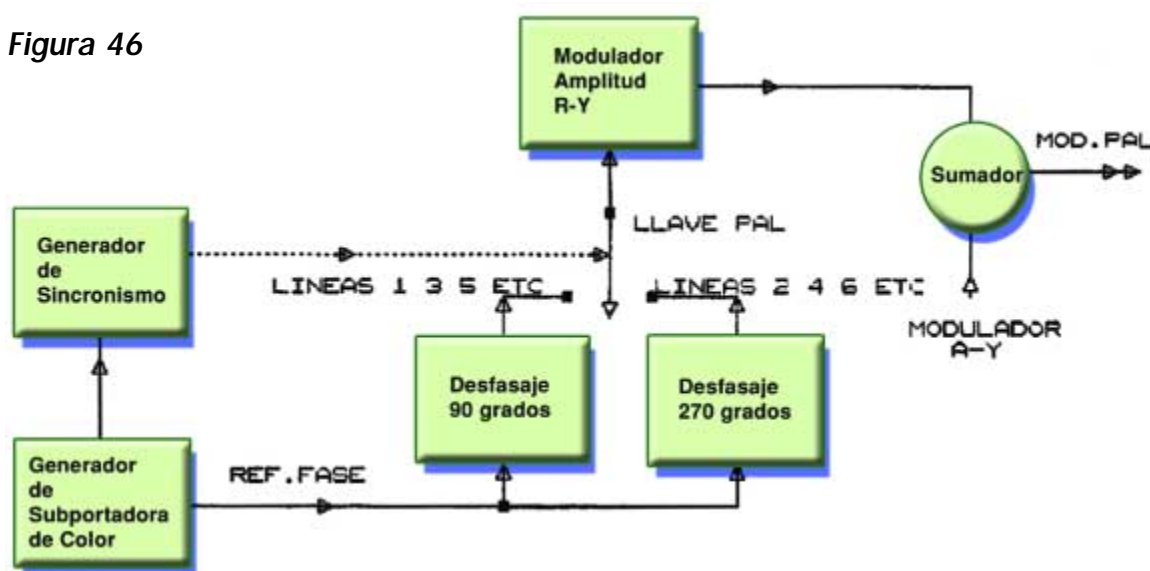 Figura 46
Modulador
Amplitud
R-Y
MOD.PAL
Sumador
LLAVE PAL
Generador
de
Sincronismo
LINEAS 1 3 5 ETC
LINEAS 2 4 6 ETC
MODULADOR
A-Y
Desfasaje
90 grados
Desfasaje
270 grados
Generador
de
Subportadora
de Color
REF.FASE